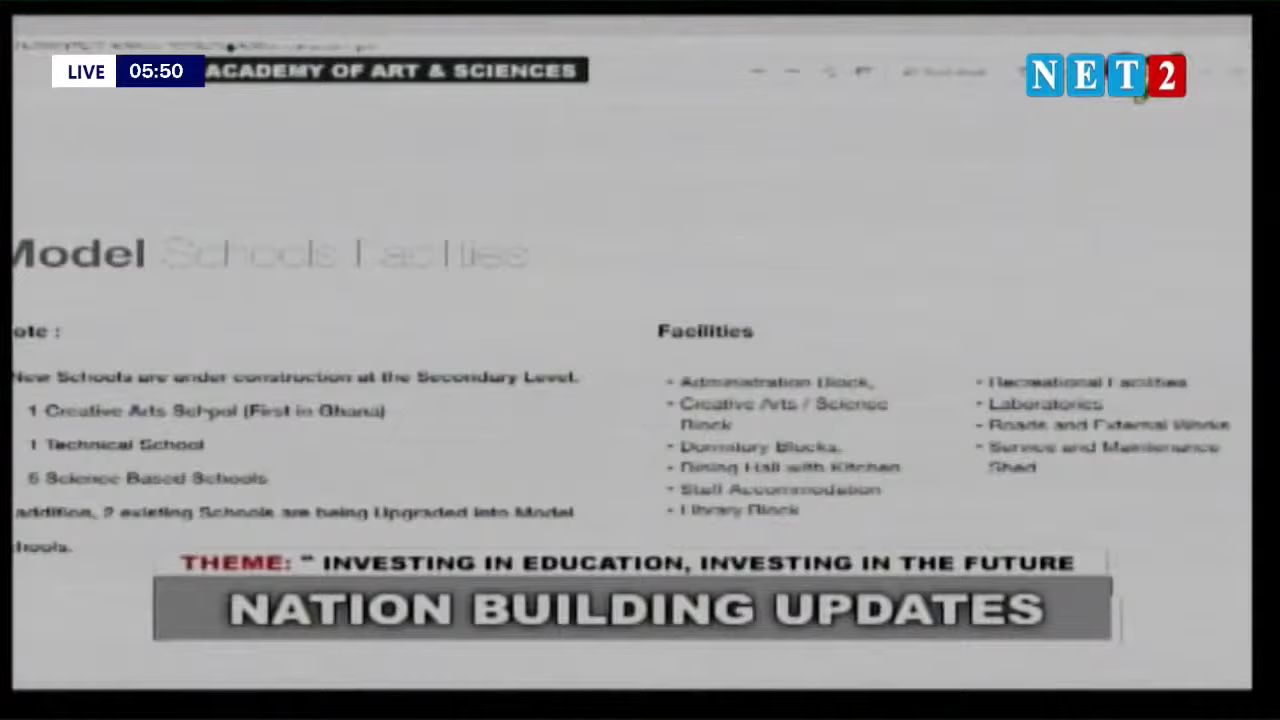 LIVE 05:50
ACADEMY OF ART & SCIENCES
NET2
Model Schools Facilities
ote :
New Schools are under construction at the Secondary Level.
1 Creative Arts School (First in Ghana)
1 Technical School
5 Science Based Schools
addition, 2 existing Schools are being Upgraded into Model
hools.
Facilities
- Administration Block,
- Creative Arts / Science
Block
- Dormitory Blocks,
- Dining Hall with Kitchen
- Staff Accommodation
- Library Block
- Recreational Facilities
- Laboratories
- Roads and External Works
- Service and Maintenance
Shed
THEME: " INVESTING IN EDUCATION, INVESTING IN THE FUTURE
NATION BUILDING UPDATES